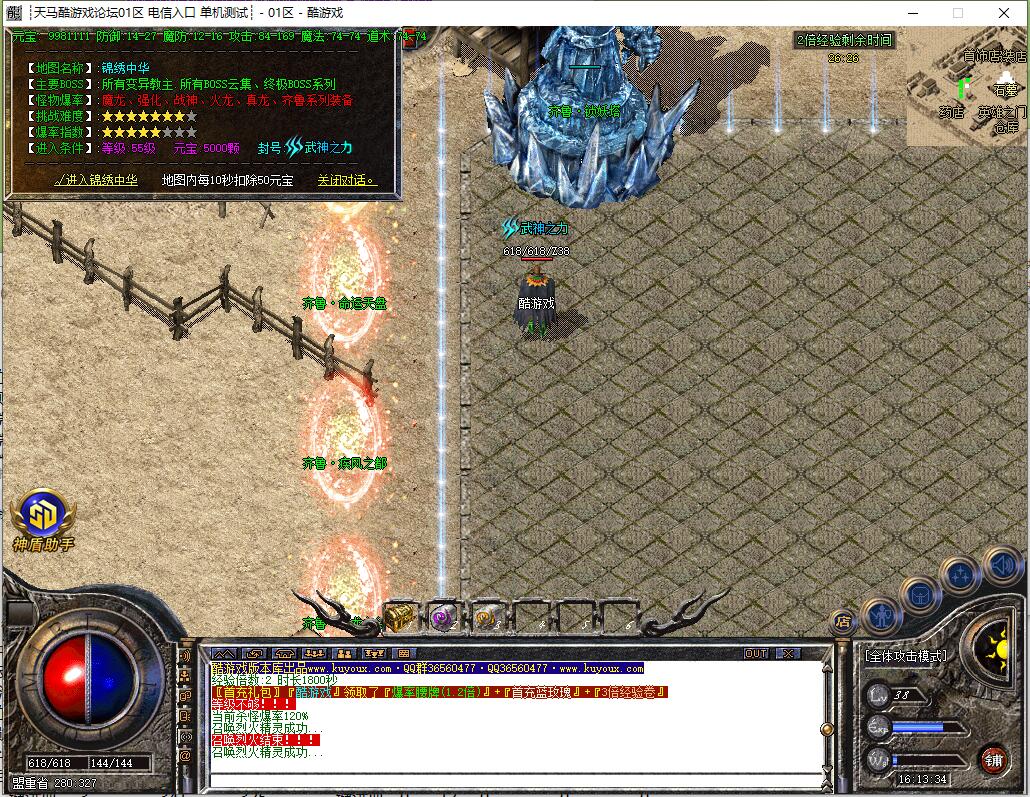 天马酷游戏论坛01区 电信入口 单机测试 - 01区 - 酷游戏
元宝: 9981111 防御:14-27 魔防:12=16 攻击:84=169 魔法:74=74 道术:74-74
【地图名称】:锦绣中华
【主要BOSS】:所有变异教主、所有BOSS云集、终极BOSS系列
【怪物爆率】:魔龙、强化、战神、火龙、真龙、齐鲁系列装备
【挑战难度】:★★★★★★★★
【爆率指数】:★★★★★★★★
【进入条件】:等级:55级 元宝:5000颗 封号: 武神之力
√进入锦绣中华 地图内每10秒扣除50元宝 关闭对话。
2倍经验剩余时间
26:26
首饰店
石墓
药店 英雄之门
仓库
齐鲁·锁妖塔
武神之力
618/618/Z38
酷游戏
齐鲁·命运天盘
齐鲁·疾风之都
神盾助手
齐鲁
4 5 6
店
OUT
酷游戏版本库出品www.kuyoux.com·QQ群36560477·QQ36560477·www.kuyoux.com
经验倍数:2 时长1800秒
〖首充礼包〗『酷游戏』领取了『爆率腰牌(1.2倍)』+『首充蓝玫瑰』+『3倍经验卷』
等级不够!!!
当前杀怪爆率120%
召唤烈火精灵成功...
召唤烈火结束!!!
召唤烈火精灵成功...
[全体攻击模式]
Lv 38
Exp
Wg
铺
618/618 144/144
盟重省 280:327
16:13:34